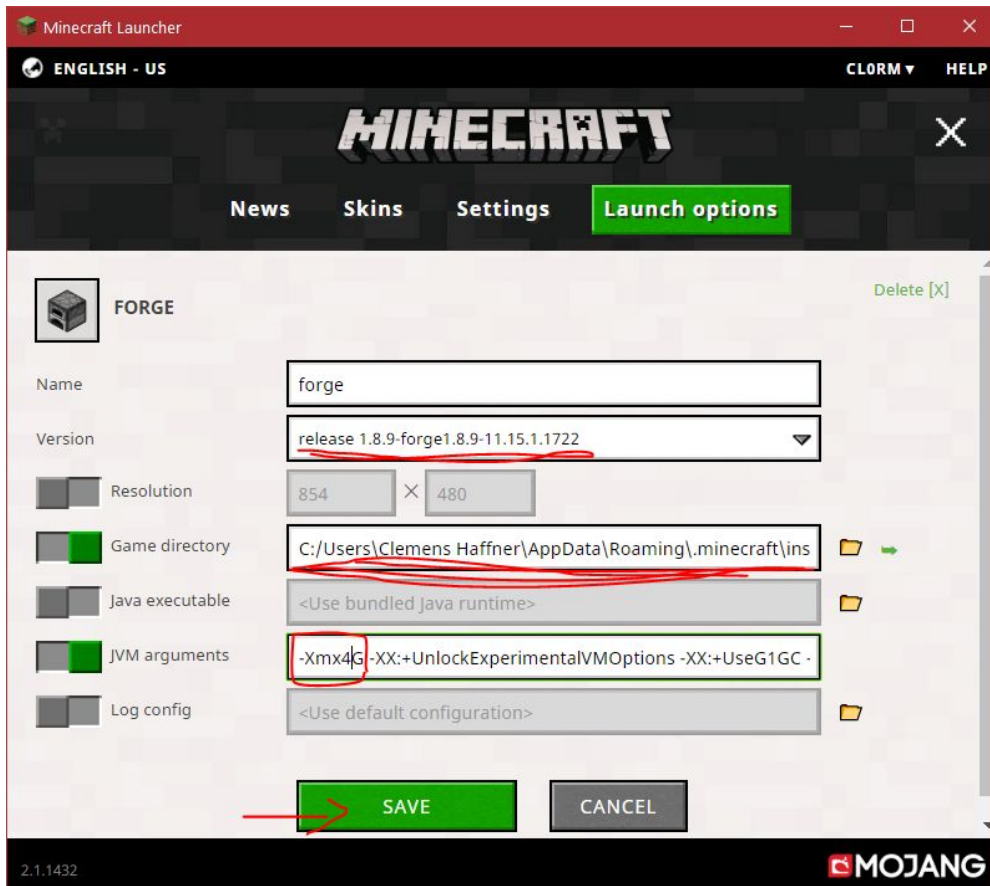 Minecraft Launcher
ENGLISH - US CL0RM HELP
MINECRAFT
News Skins Settings Launch options
FORGE Delete [X]
Name forge
Version release 1.8.9-forge1.8.9-11.15.1.1722
Resolution 854 × 480
Game directory C:/Users\Clemens Haffner\AppData\Roaming\.minecraft\ins
Java executable <Use bundled Java runtime>
JVM arguments -Xmx4G -XX:+UnlockExperimentalVMOptions -XX:+UseG1GC -
Log config <Use default configuration>
SAVE CANCEL
2.1.1432 MOJANG